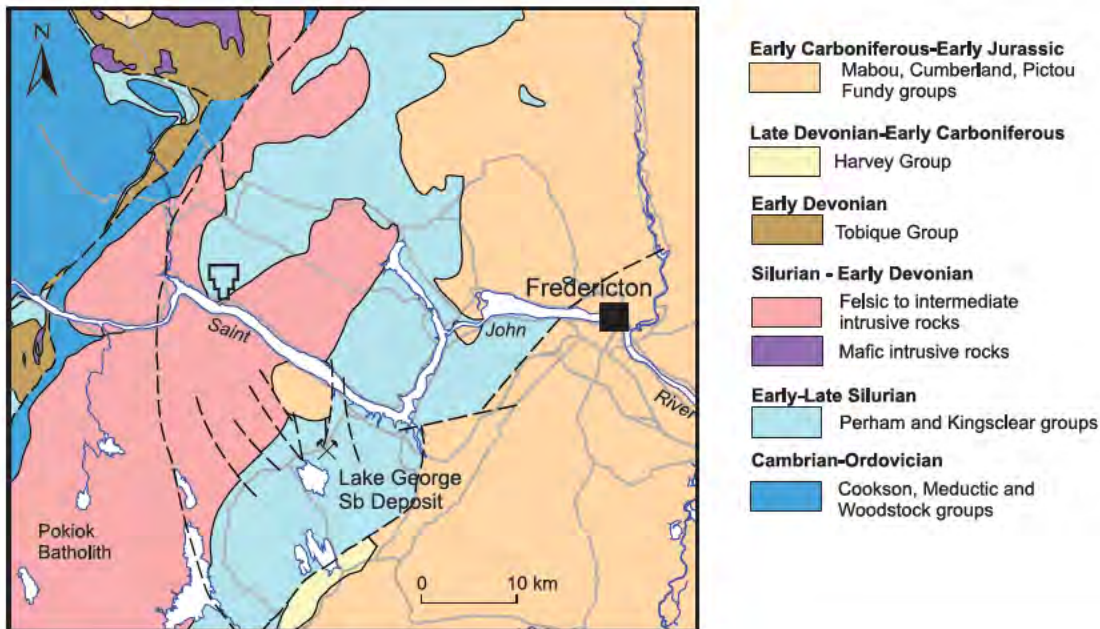 N
Fredericton
Saint
John
River
Lake George
Sb Deposit
Pokiok
Batholith
0 10 km
Early Carboniferous-Early Jurassic
Mabou, Cumberland, Pictou
Fundy groups
Late Devonian-Early Carboniferous
Harvey Group
Early Devonian
Tobique Group
Silurian - Early Devonian
Felsic to intermediate
intrusive rocks
Mafic intrusive rocks
Early-Late Silurian
Perham and Kingsclear groups
Cambrian-Ordovician
Cookson, Meductic and
Woodstock groups